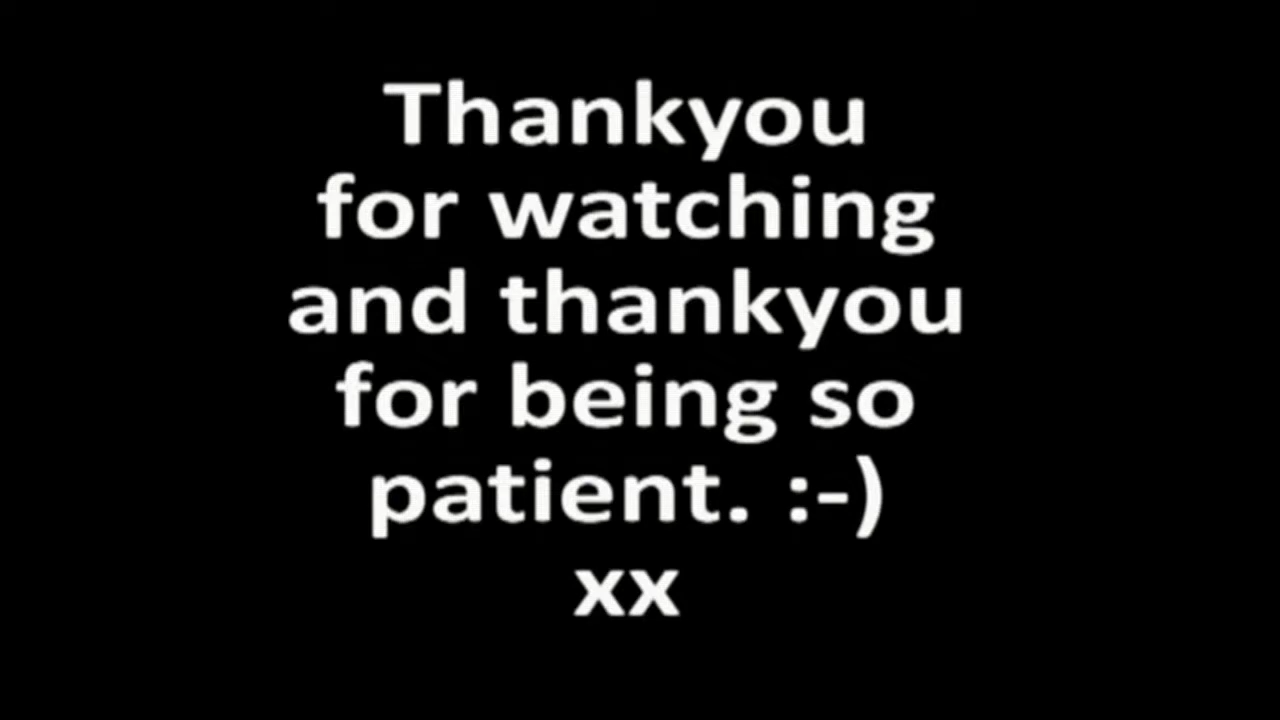 Thankyou
for watching
and thankyou
for being so
patient. :-)
xx